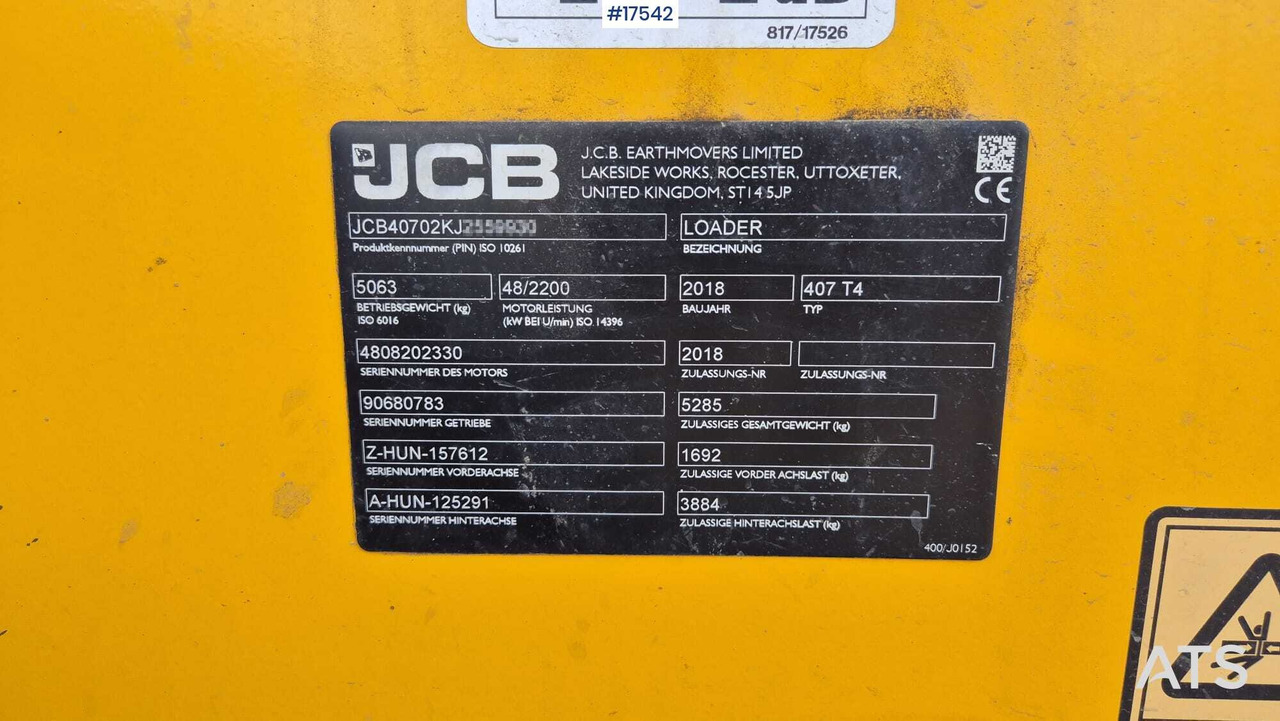 #17542
817/17526
JCB
J.C.B. EARTHMOVERS LIMITED
LAKESIDE WORKS, ROCESTER, UTTOXETER,
UNITED KINGDOM, ST14 5JP
CE
JCB40702KJ
LOADER
Produktkennnummer (PIN) ISO 10261
BEZEICHNUNG
5063
48/2200
2018
407 T4
BETRIEBSGEWICHT (kg)
ISO 6016
MOTORLEISTUNG
(kW BEI U/min) ISO 14396
BAUJAHR
TYP
4808202330
2018
SERIENNUMMER DES MOTORS
ZULASSUNGS-NR
ZULASSUNGS-NR
90680783
5285
SERIENNUMMER GETRIEBE
ZULASSIGES GESAMTGEWICHT (kg)
Z-HUN-157612
1692
SERIENNUMMER VORDERACHSE
ZULASSIGE VORDER ACHSLAST (kg)
A-HUN-125291
3884
SERIENNUMMER HINTERACHSE
ZULASSIGE HINTERACHSLAST (kg)
400/J0152
ATS